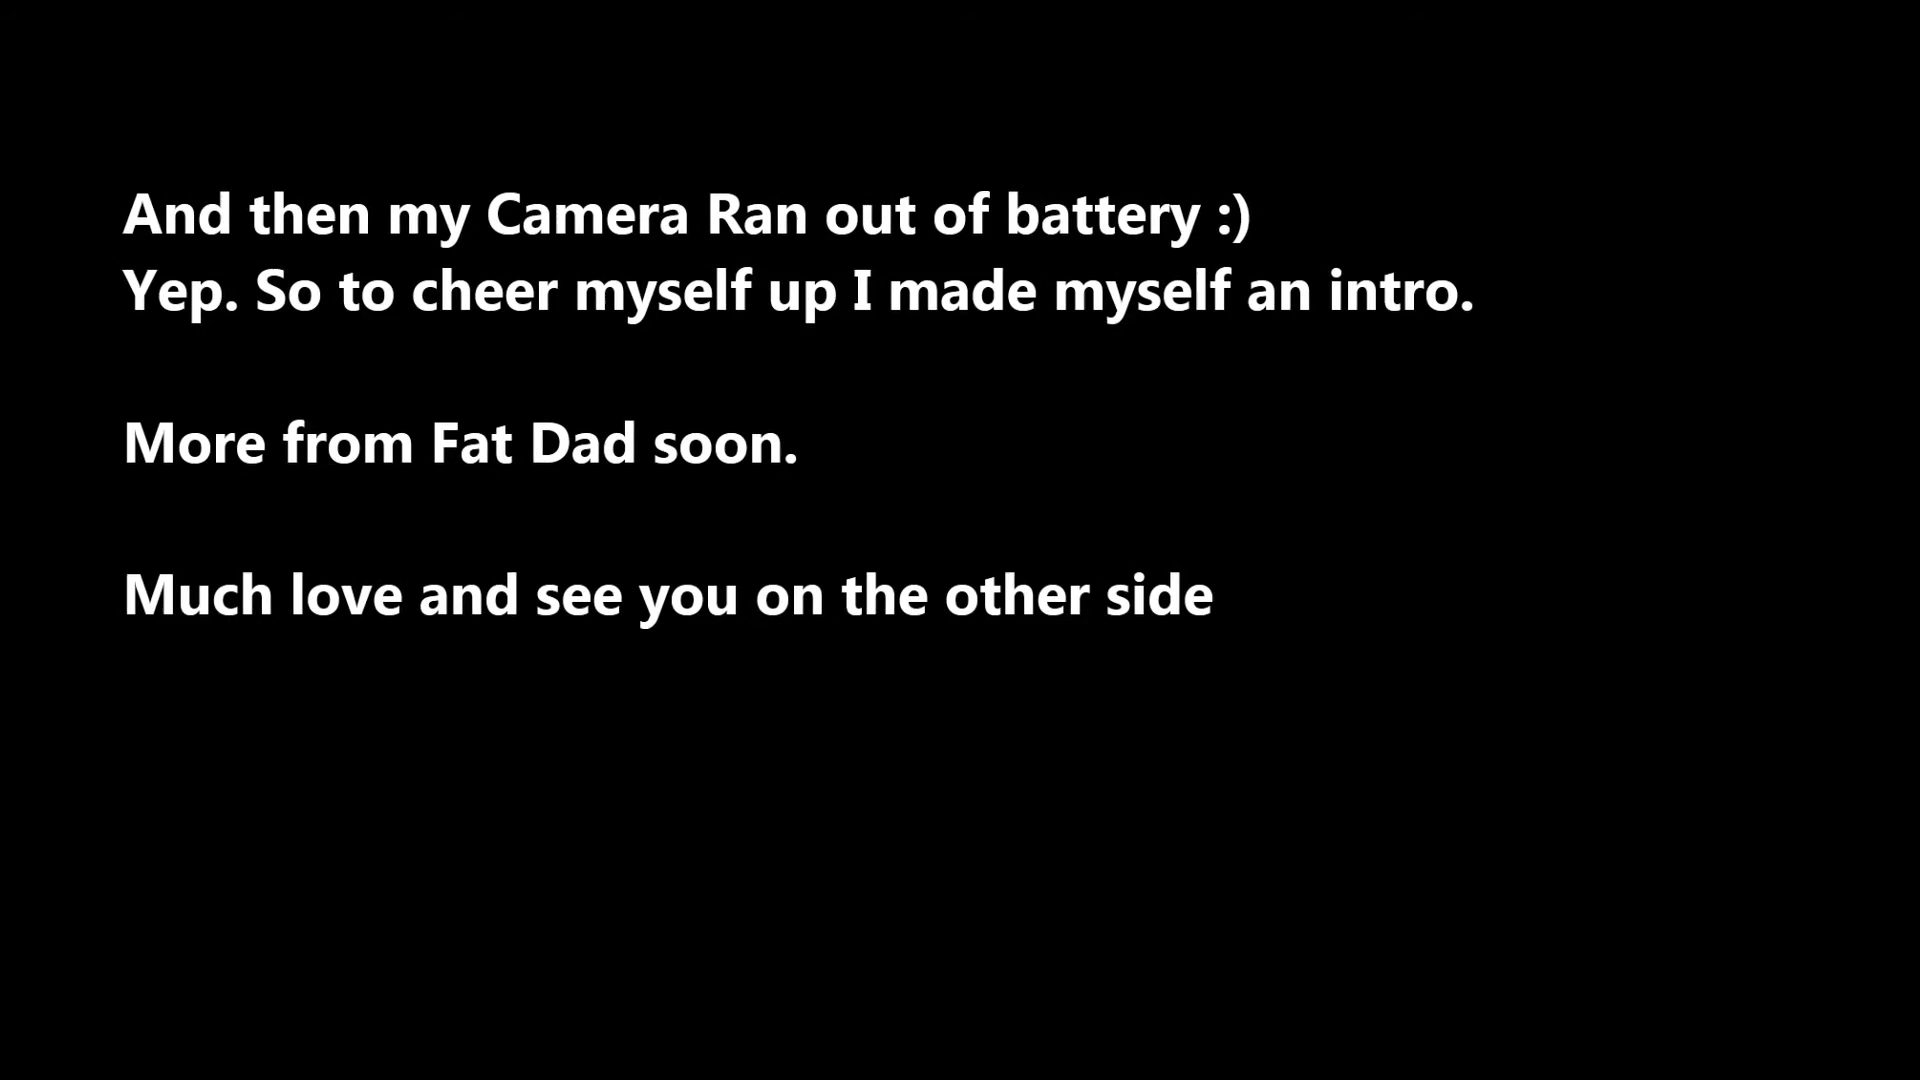 And then my Camera Ran out of battery :)
Yep. So to cheer myself up I made myself an intro.
More from Fat Dad soon.
Much love and see you on the other side